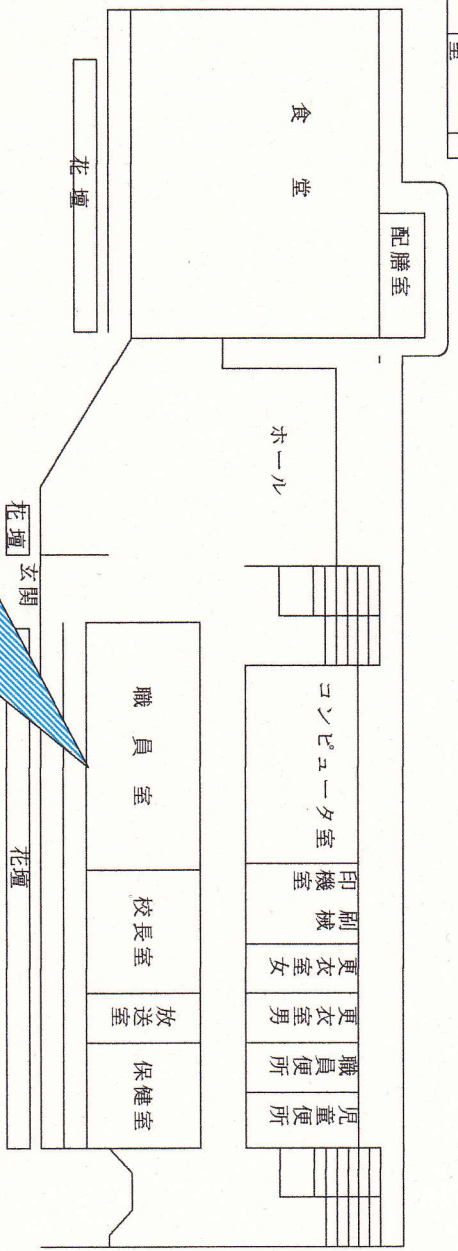 配膳室
食 堂
花 壇
ホール
花 壇
玄 関
コンピュータ室
印 刷
機 械
室
更 衣
室
女
更 衣
室
男
職 員
便
所
児 童
便
所
職 員 室
校長室
放 送
室
保健室
花壇